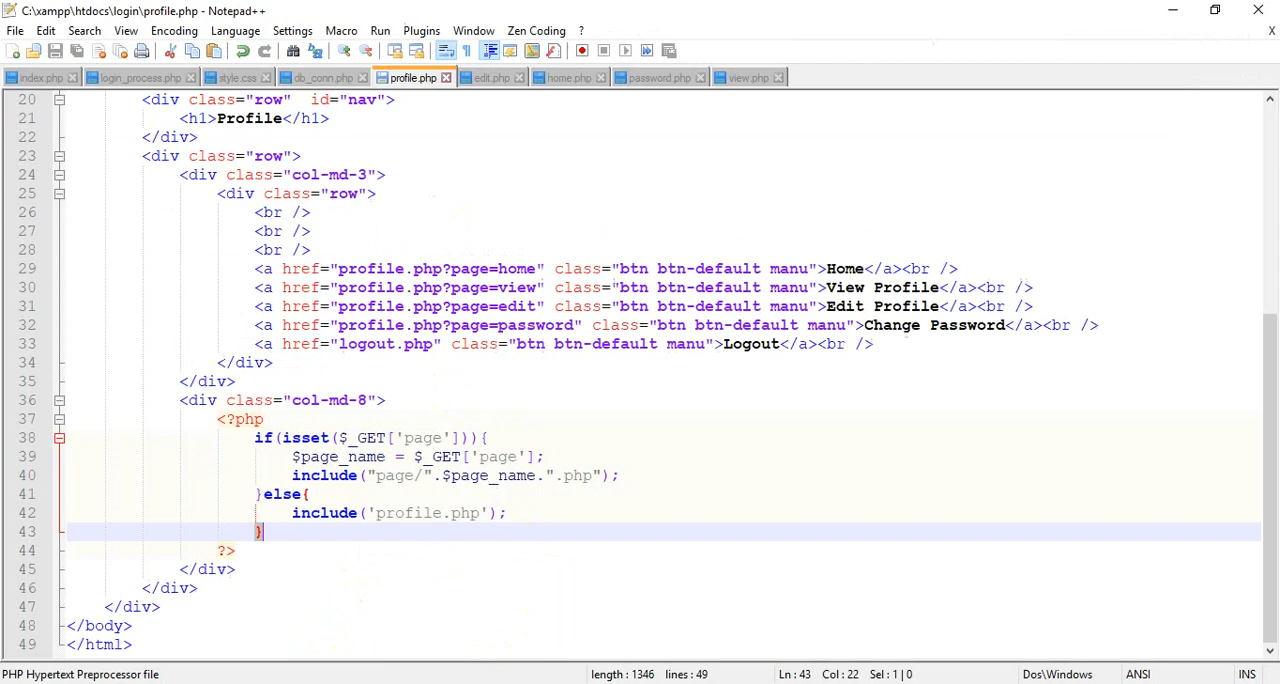 C:\xampp\htdocs\login\profile.php - Notepad++
File Edit Search View Encoding Language Settings Macro Run Plugins Window Zen Coding ? X
index.php login_process.php style.css db_conn.php profile.php edit.php home.php password.php view.php
20 <div class="row"  id="nav">
21 <h1>Profile</h1>
22 </div>
23 <div class="row">
24 <div class="col-md-3">
25 <div class="row">
26 <br />
27 <br />
28 <br />
29 <a href="profile.php?page=home" class="btn btn-default manu">Home</a><br />
30 <a href="profile.php?page=view" class="btn btn-default manu">View Profile</a><br />
31 <a href="profile.php?page=edit" class="btn btn-default manu">Edit Profile</a><br />
32 <a href="profile.php?page=password" class="btn btn-default manu">Change Password</a><br />
33 <a href="logout.php" class="btn btn-default manu">Logout</a><br />
34 </div>
35 </div>
36 <div class="col-md-8">
37 <?php
38 if(isset($_GET['page'])){
39 $page_name = $_GET['page'];
40 include("page/".$page_name.".php");
41 }else{
42 include('profile.php');
43 }
44 ?>
45 </div>
46 </div>
47 </div>
48 </body>
49 </html>
PHP Hypertext Preprocessor file length : 1346 lines : 49 Ln : 43 Col : 22 Sel : 1 | 0 Dos\Windows ANSI INS